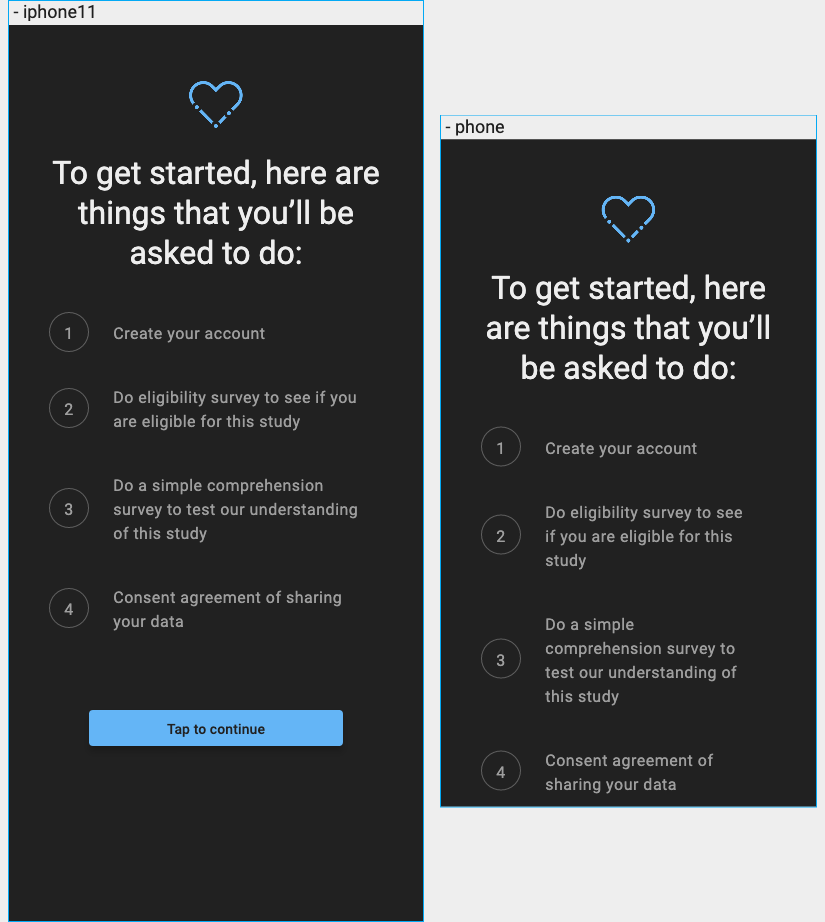 - iphone11
To get started, here are
things that you’ll be
asked to do:
1
Create your account
2
Do eligibility survey to see if you
are eligible for this study
3
Do a simple comprehension
survey to test our understanding
of this study
4
Consent agreement of sharing
your data
Tap to continue
- phone
To get started, here
are things that you’ll
be asked to do:
1
Create your account
2
Do eligibility survey to see
if you are eligible for this
study
3
Do a simple
comprehension survey to
test our understanding of
this study
4
Consent agreement of
sharing your data